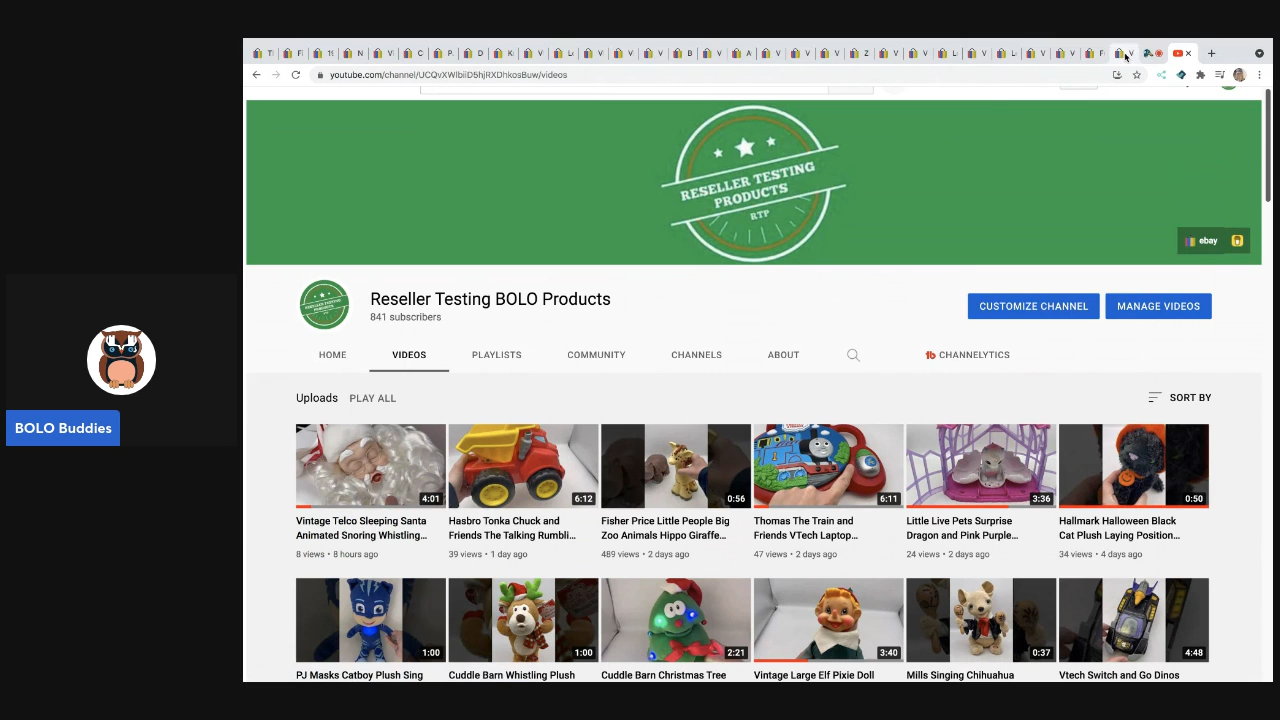 youtube.com/channel/UCQvXWlbiiD5hjRXDhkosBuw/videos
RESELLER TESTING
PRODUCTS
RTP
ebay
Reseller Testing BOLO Products
841 subscribers
CUSTOMIZE CHANNEL
MANAGE VIDEOS
HOME
VIDEOS
PLAYLISTS
COMMUNITY
CHANNELS
ABOUT
CHANNELYTICS
Uploads
PLAY ALL
SORT BY
4:01
6:12
0:56
6:11
3:36
0:50
Vintage Telco Sleeping Santa
Animated Snoring Whistling...
8 views • 8 hours ago
Hasbro Tonka Chuck and
Friends The Talking Rumbli...
39 views • 1 day ago
Fisher Price Little People Big
Zoo Animals Hippo Giraffe...
489 views • 2 days ago
Thomas The Train and
Friends VTech Laptop...
47 views • 2 days ago
Little Live Pets Surprise
Dragon and Pink Purple...
24 views • 2 days ago
Hallmark Halloween Black
Cat Plush Laying Position...
34 views • 4 days ago
1:00
1:00
2:21
3:40
0:37
4:48
PJ Masks Catboy Plush Sing
Cuddle Barn Whistling Plush
Cuddle Barn Christmas Tree
Vintage Large Elf Pixie Doll
Mills Singing Chihuahua
Vtech Switch and Go Dinos
BOLO Buddies